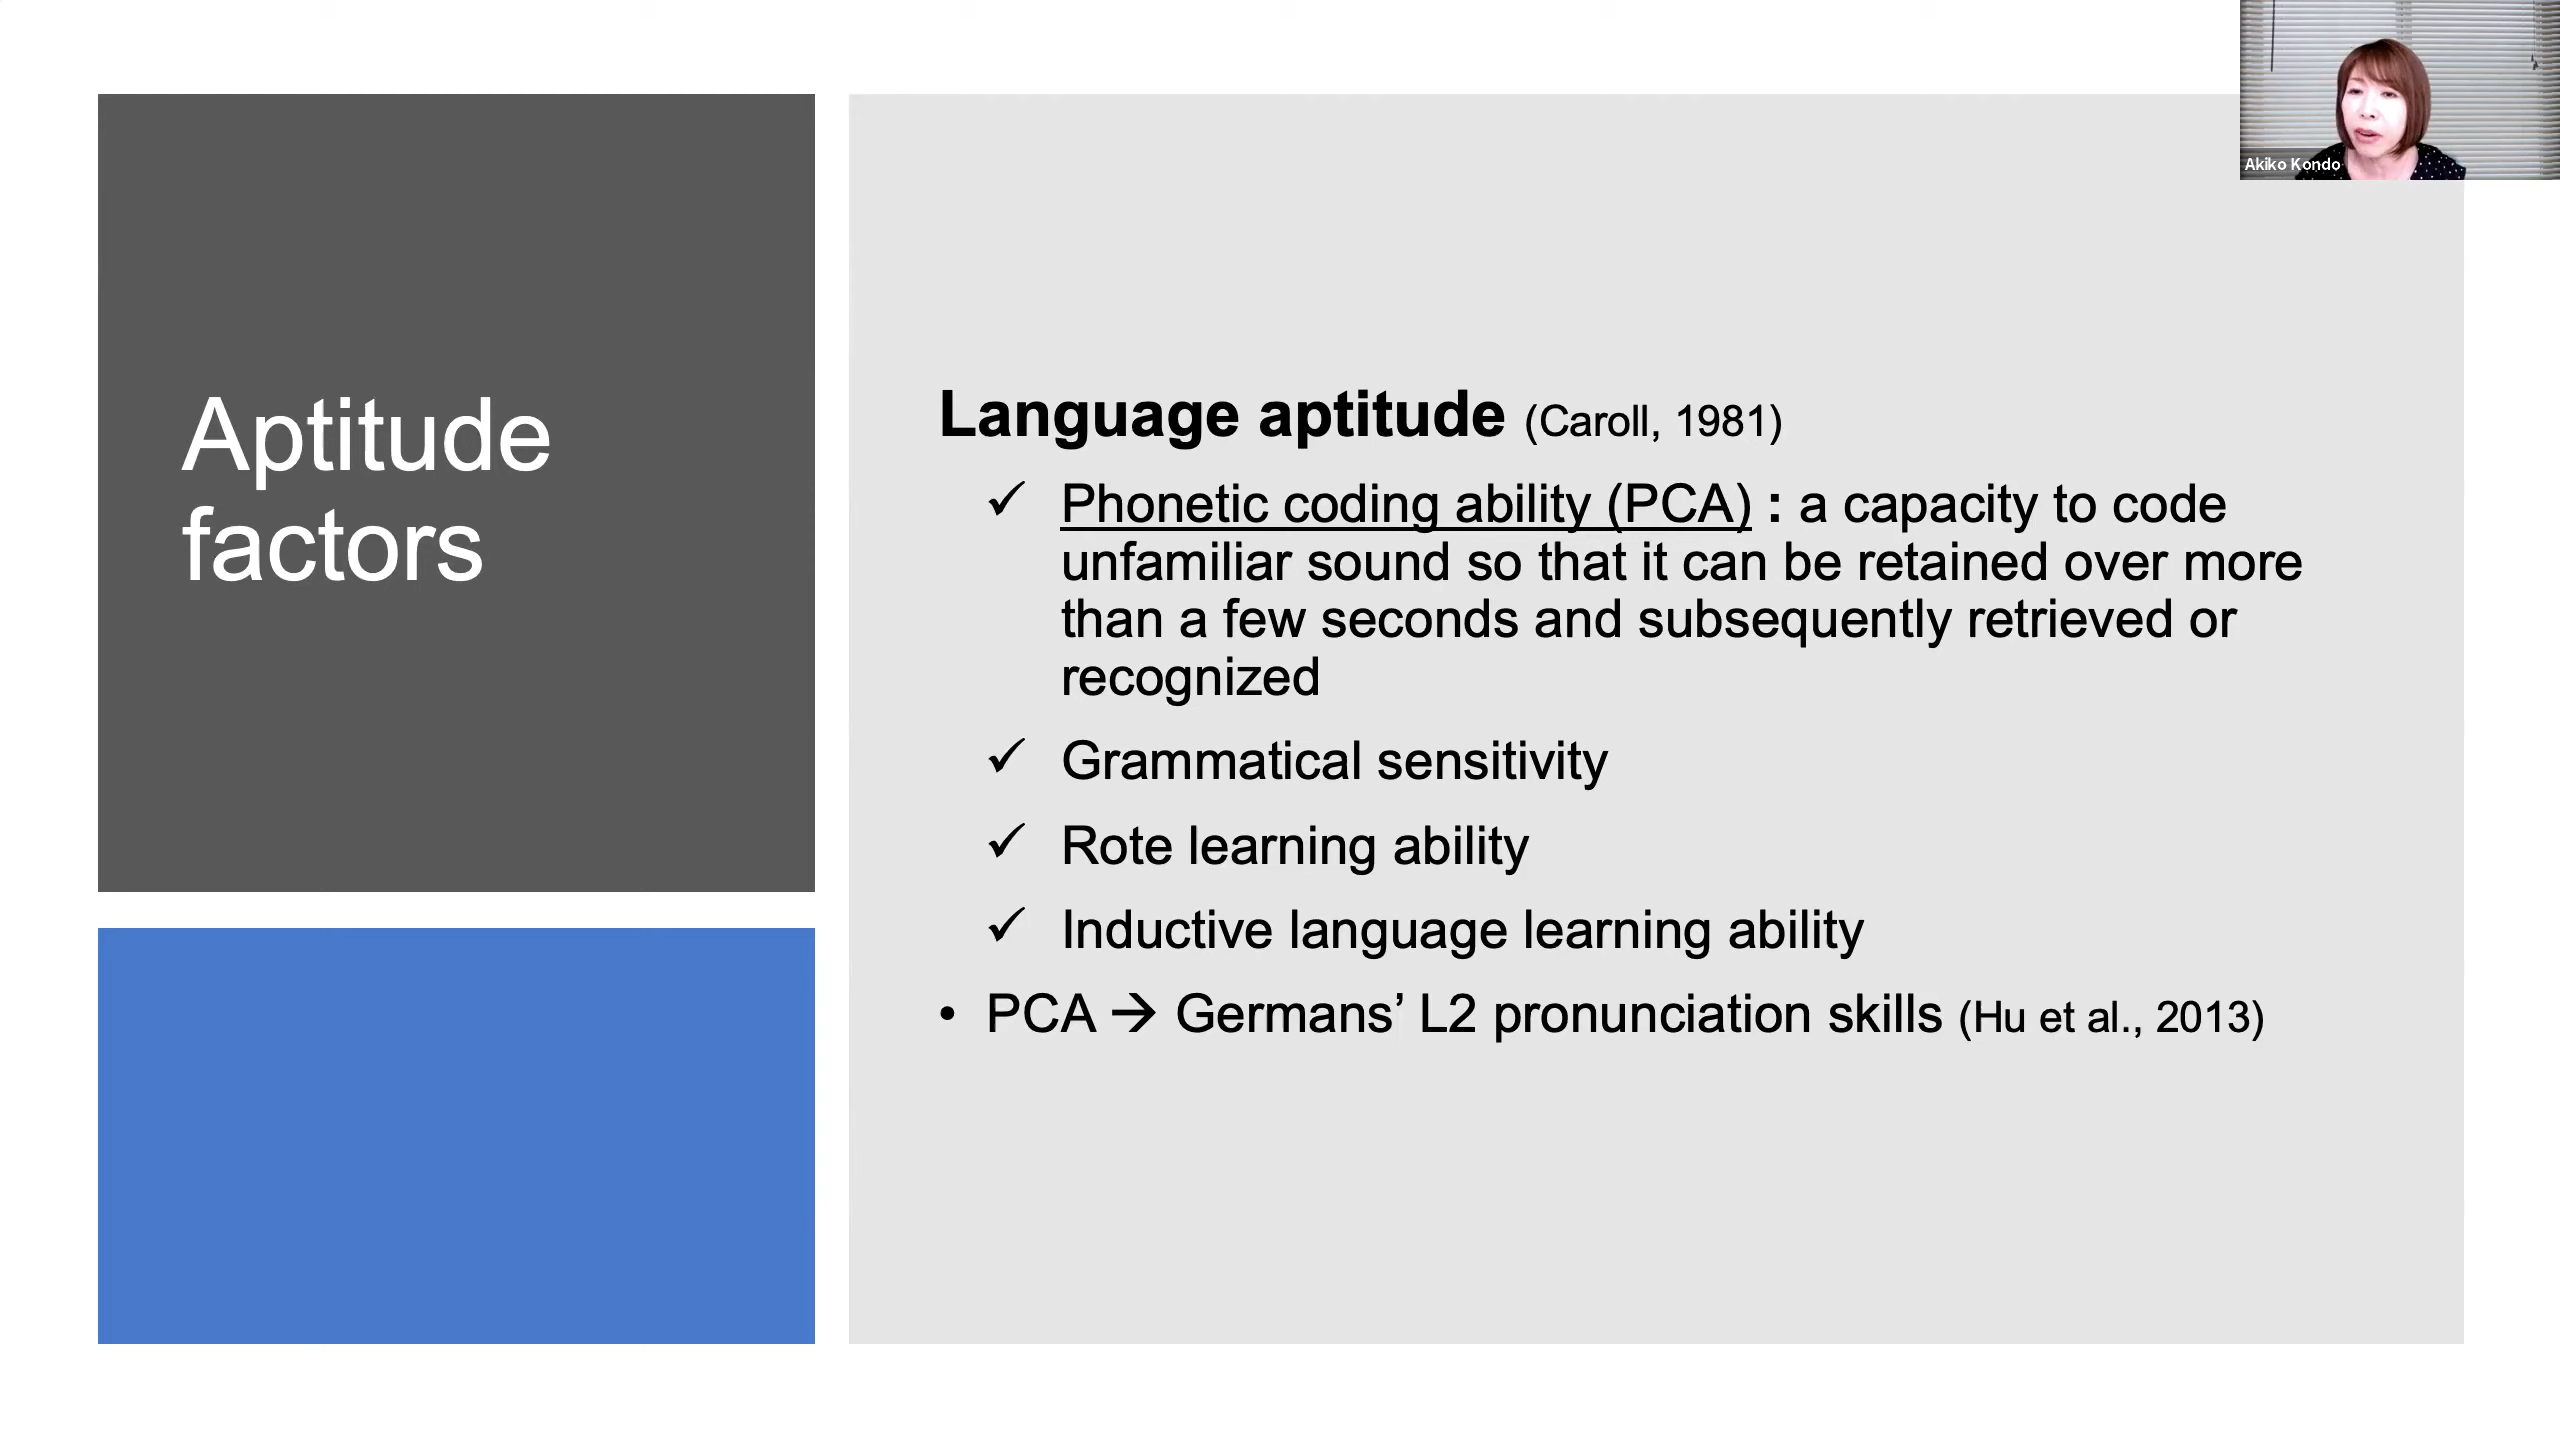 Aptitude
factors
Language aptitude (Caroll, 1981)
✓ Phonetic coding ability (PCA) : a capacity to code
unfamiliar sound so that it can be retained over more
than a few seconds and subsequently retrieved or
recognized
✓ Grammatical sensitivity
✓ Rote learning ability
✓ Inductive language learning ability
• PCA → Germans’ L2 pronunciation skills (Hu et al., 2013)
Akiko Kondo